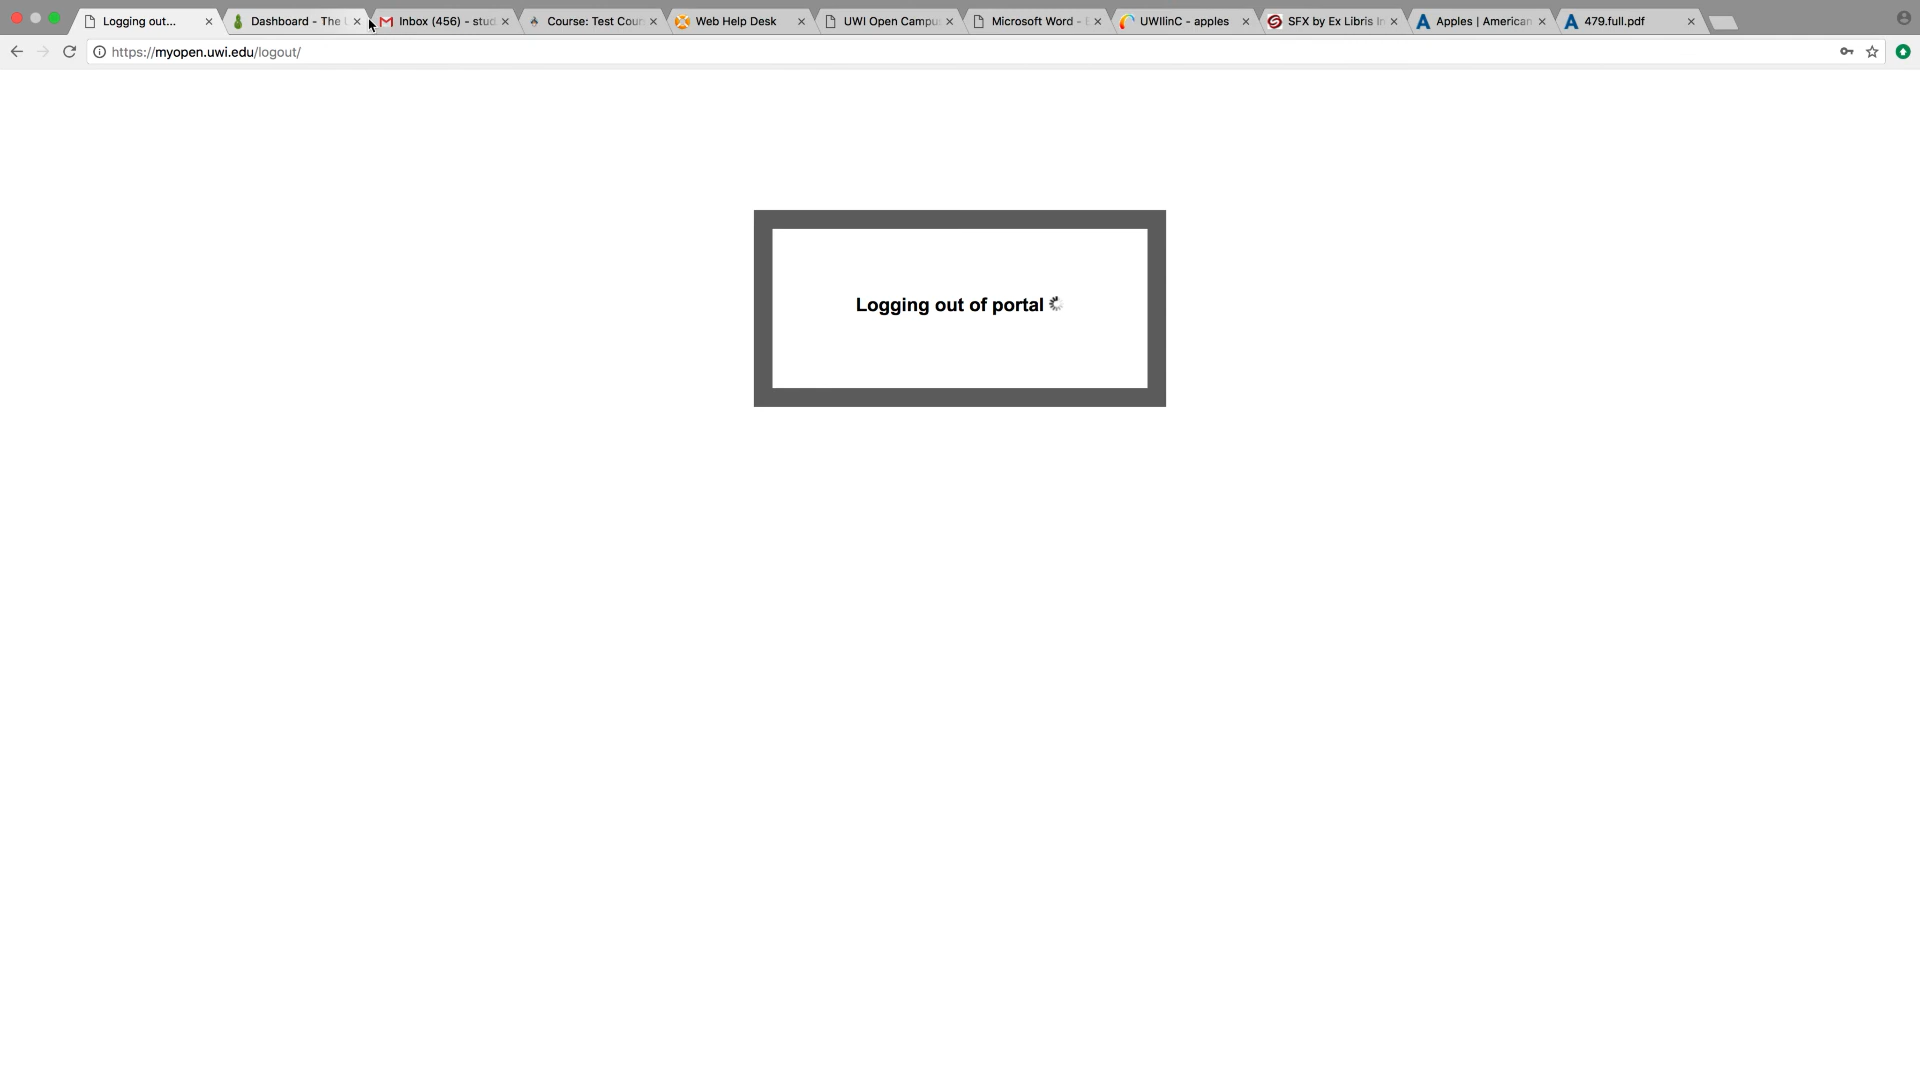 Logging out...
Dashboard - The
Inbox (456) - stud
Course: Test Cour
Web Help Desk
UWI Open Campu
Microsoft Word -
UWIlinC - apples
SFX by Ex Libris In
Apples | American
479.full.pdf
https://myopen.uwi.edu/logout/
Logging out of portal